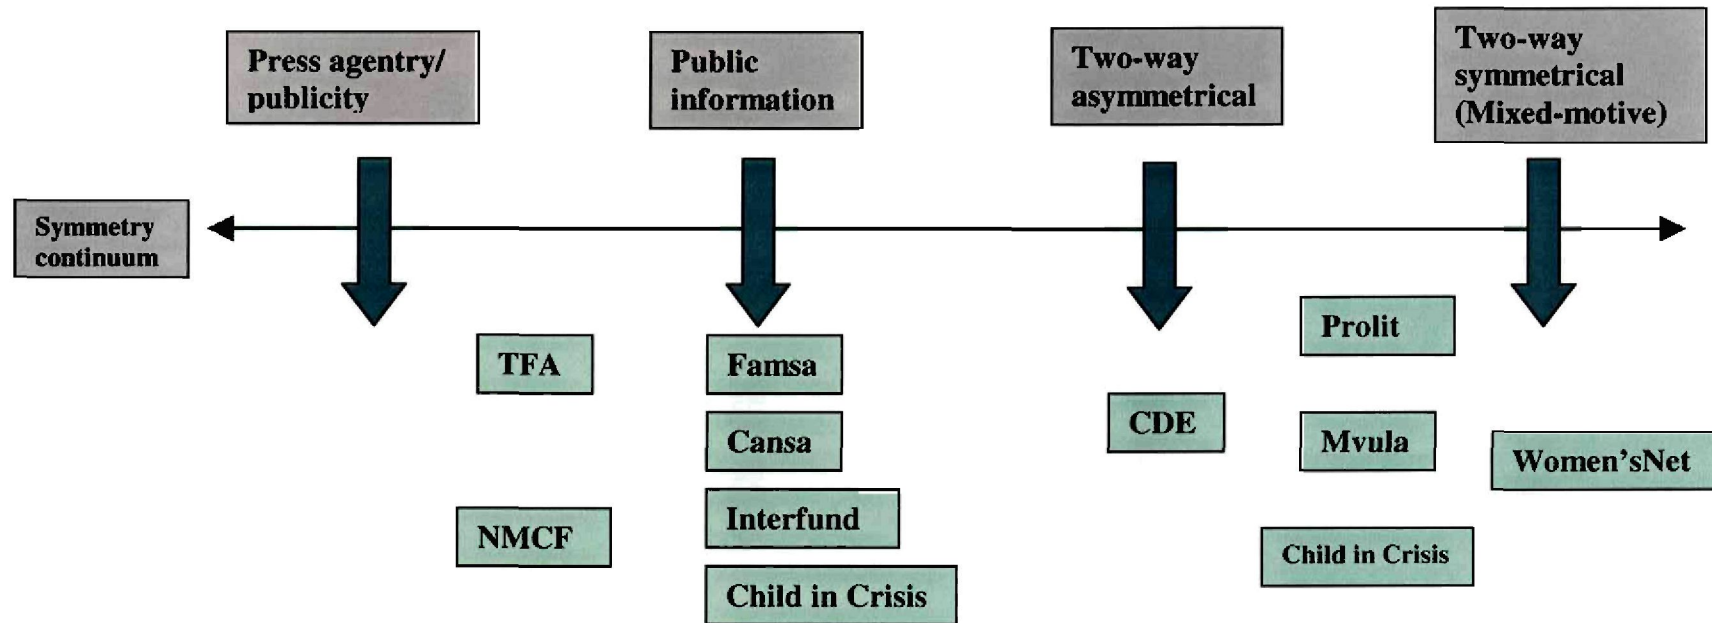 Press agentry/
publicity
Public
information
Two-way
asymmetrical
Two-way
symmetrical
(Mixed-motive)
Symmetry
continuum
TFA
Famsa
Prolit
CDE
Cansa
Mvula
Women'sNet
NMCF
Interfund
Child in Crisis
Child in Crisis